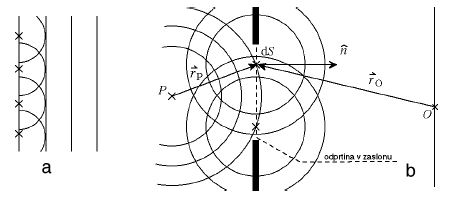 a
P
r⃗P
dS
n̂
r⃗O
O
odprtina v zaslonu
b